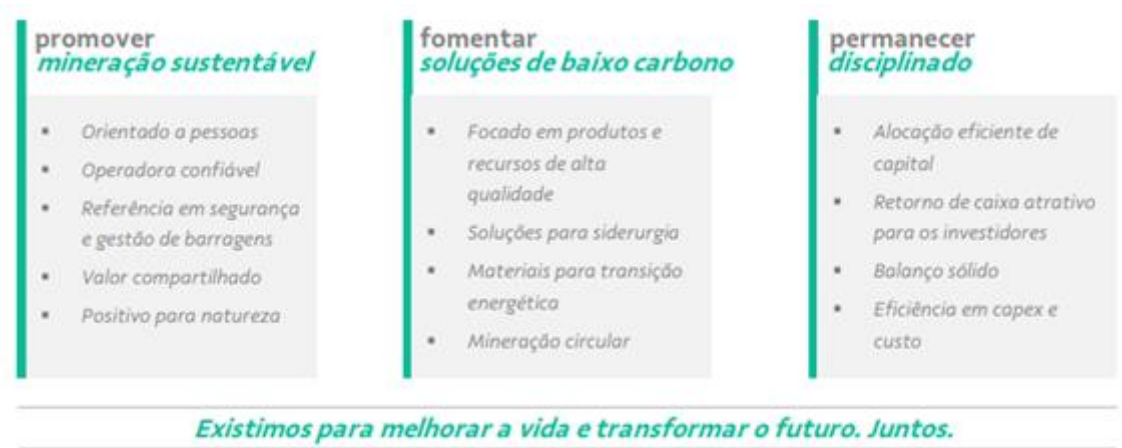 promover
mineração sustentável
▪ Orientado a pessoas
▪ Operadora confiável
▪ Referência em segurança
e gestão de barragens
▪ Valor compartilhado
▪ Positivo para natureza
fomentar
soluções de baixo carbono
▪ Focado em produtos e
recursos de alta
qualidade
▪ Soluções para siderurgia
▪ Materiais para transição
energética
▪ Mineração circular
permanecer
disciplinado
▪ Alocação eficiente de
capital
▪ Retorno de caixa atrativo
para os investidores
▪ Balanço sólido
▪ Eficiência em capex e
custo
Existimos para melhorar a vida e transformar o futuro. Juntos.